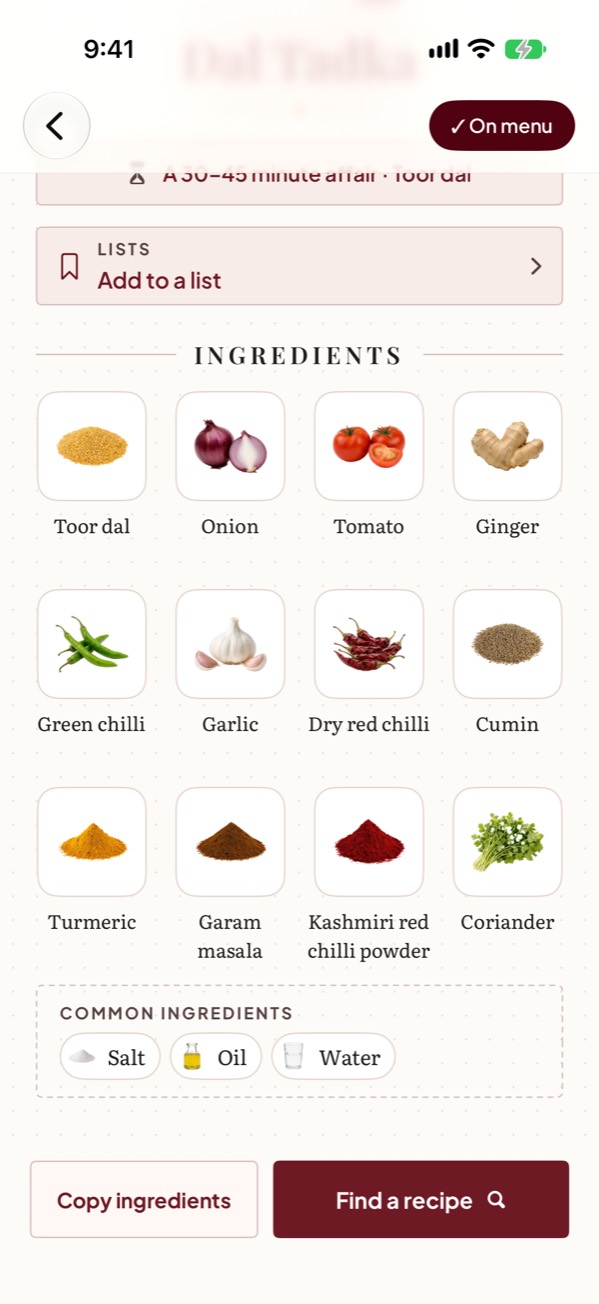 9:41
Dal Tadka
✓ On menu
A 30–45 minute affair · Toor dal
LISTS
Add to a list
INGREDIENTS
Toor dal Onion Tomato Ginger
Green chilli Garlic Dry red chilli Cumin
Turmeric Garam masala Kashmiri red chilli powder Coriander
COMMON INGREDIENTS
Salt Oil Water
Copy ingredients Find a recipe